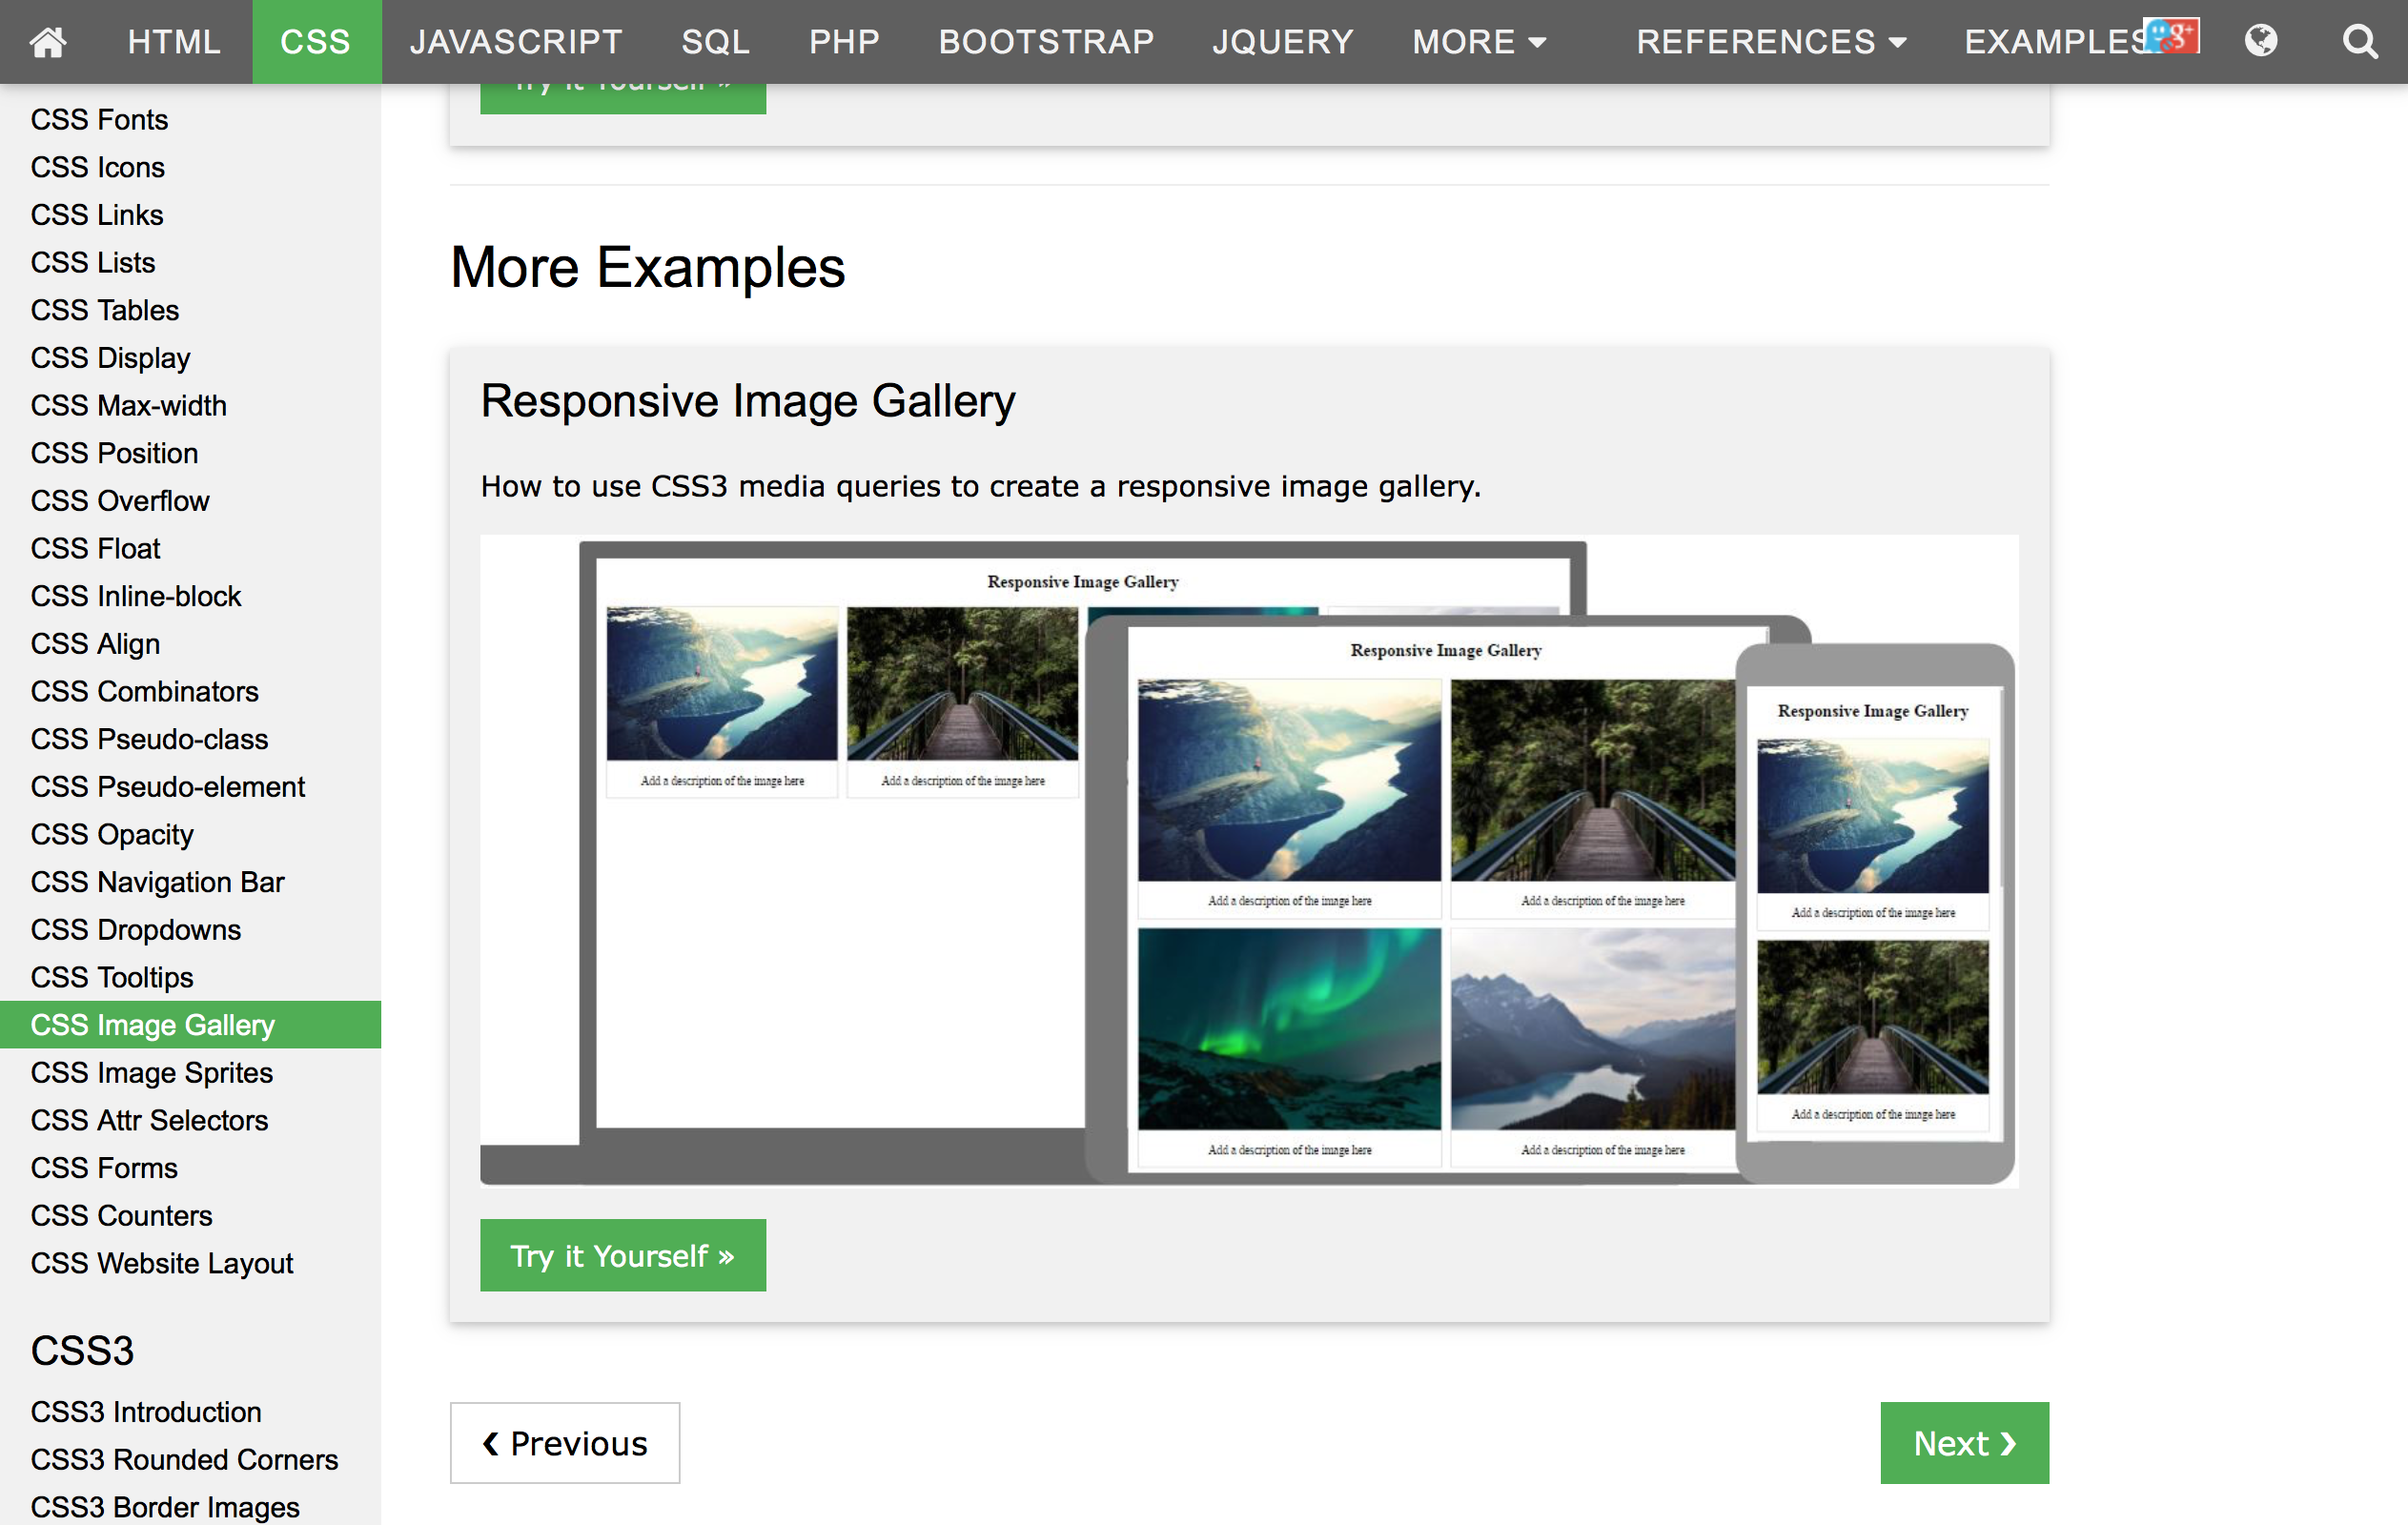 HTML CSS JAVASCRIPT SQL PHP BOOTSTRAP JQUERY MORE REFERENCES EXAMPLES g+
CSS Fonts
CSS Icons
CSS Links
CSS Lists
CSS Tables
CSS Display
CSS Max-width
CSS Position
CSS Overflow
CSS Float
CSS Inline-block
CSS Align
CSS Combinators
CSS Pseudo-class
CSS Pseudo-element
CSS Opacity
CSS Navigation Bar
CSS Dropdowns
CSS Tooltips
CSS Image Gallery
CSS Image Sprites
CSS Attr Selectors
CSS Forms
CSS Counters
CSS Website Layout
CSS3
CSS3 Introduction
CSS3 Rounded Corners
CSS3 Border Images
Try it Yourself »
More Examples
Responsive Image Gallery
How to use CSS3 media queries to create a responsive image gallery.
Responsive Image Gallery
Add a description of the image here
Add a description of the image here
Responsive Image Gallery
Add a description of the image here
Add a description of the image here
Add a description of the image here
Add a description of the image here
Responsive Image Gallery
Add a description of the image here
Add a description of the image here
Try it Yourself »
❮ Previous
Next ❯